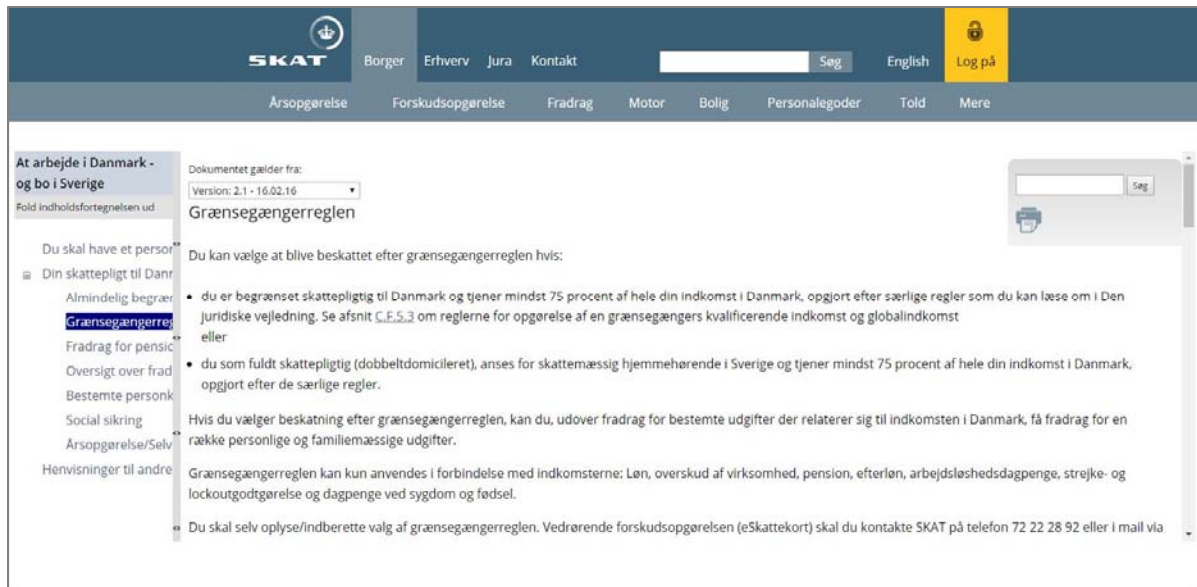 SKAT
Borger Erhverv Jura Kontakt Søg English Log på
Årsopgørelse Forskudsopgørelse Fradrag Motor Bolig Personalegoder Told Mere
At arbejde i Danmark -
og bo i Sverige
Fold indholdsfortegnelsen ud
Du skal have et person
Din skattepligt til Danr
Almindelig begræn
Grænsegængerreg
Fradrag for pensic
Oversigt over frad
Bestemte personk
Social sikring
Årsopgørelse/Selv
Henvisninger til andre
Dokumentet gælder fra:
Version: 2.1 - 16.02.16
Søg
Grænsegængerreglen
Du kan vælge at blive beskattet efter grænsegængerreglen hvis:
• du er begrænset skattepligtig til Danmark og tjener mindst 75 procent af hele din indkomst i Danmark, opgjort efter særlige regler som du kan læse om i Den
juridiske vejledning. Se afsnit C.F.5.3 om reglerne for opgørelse af en grænsegængers kvalificerende indkomst og globalindkomst
eller
• du som fuldt skattepligtig (dobbeltdomicileret), anses for skattemæssig hjemmehørende i Sverige og tjener mindst 75 procent af hele din indkomst i Danmark,
opgjort efter de særlige regler.
Hvis du vælger beskatning efter grænsegængerreglen, kan du, udover fradrag for bestemte udgifter der relaterer sig til indkomsten i Danmark, få fradrag for en
række personlige og familiemæssige udgifter.
Grænsegængerreglen kan kun anvendes i forbindelse med indkomsterne: Løn, overskud af virksomhed, pension, efterløn, arbejdsløshedsdagpenge, strejke- og
lockoutgodtgørelse og dagpenge ved sygdom og fødsel.
Du skal selv oplyse/indberette valg af grænsegængerreglen. Vedrørende forskudsopgørelsen (eSkattekort) skal du kontakte SKAT på telefon 72 22 28 92 eller i mail via